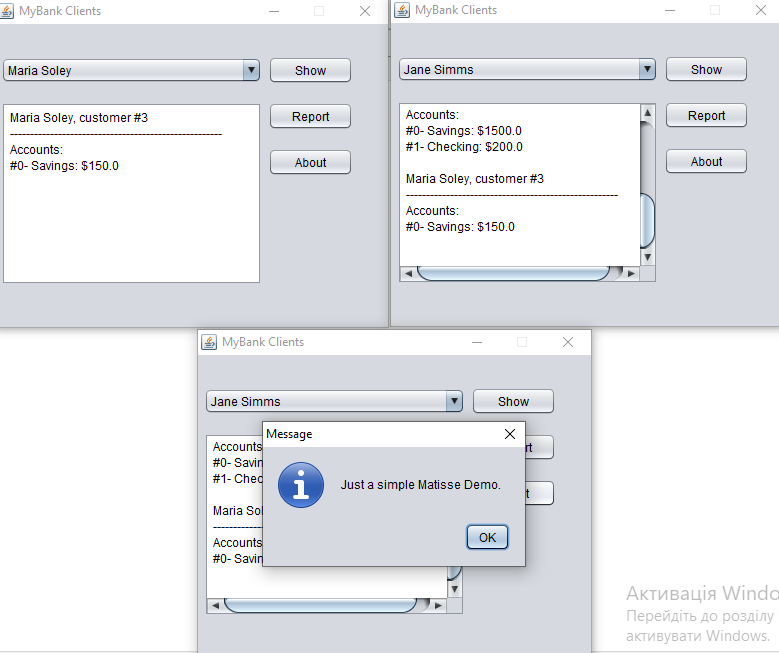 MyBank Clients
Maria Soley
Show
Maria Soley, customer #3
-----------------------------------------------------
Accounts:
#0- Savings: $150.0
Report
About
MyBank Clients
Jane Simms
Show
Accounts:
#0- Savings: $1500.0
#1- Checking: $200.0
Maria Soley, customer #3
-----------------------------------------------------
Accounts:
#0- Savings: $150.0
Report
About
MyBank Clients
Jane Simms
Show
Accounts
#0- Savin
#1- Chec
Maria Sol
------------
Accounts
#0- Savin
rt
t
Message
Just a simple Matisse Demo.
OK
Активація Windo
Перейдіть до розділу
активувати Windows.